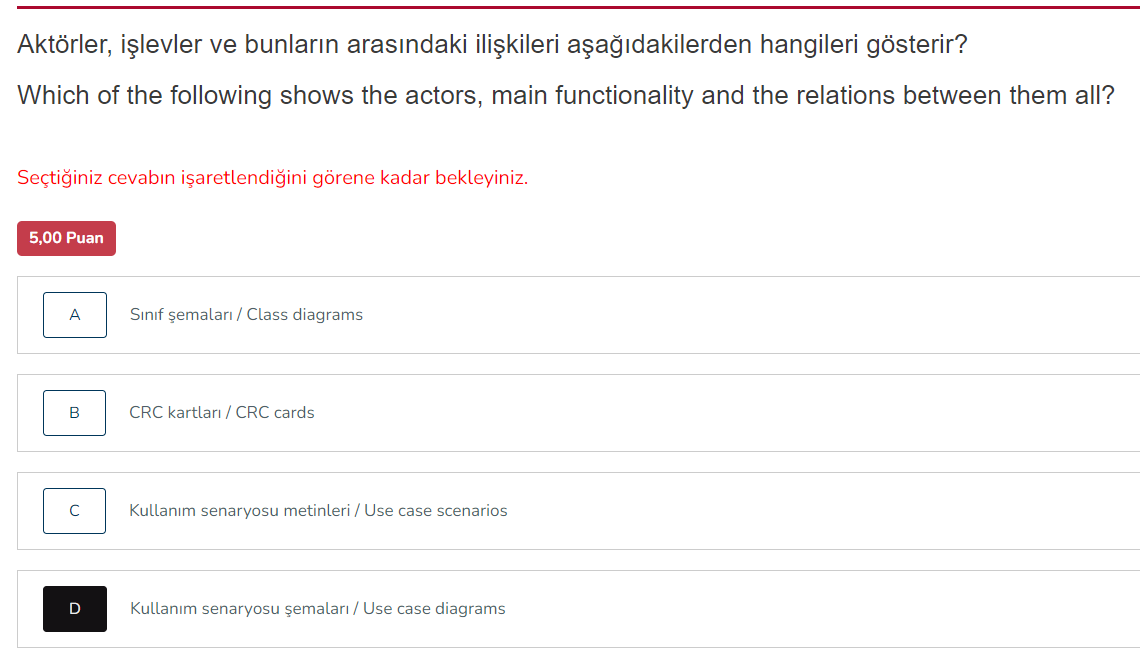 Aktörler, işlevler ve bunların arasındaki ilişkileri aşağıdakilerden hangileri gösterir?
Which of the following shows the actors, main functionality and the relations between them all?
Seçtiğiniz cevabın işaretlendiğini görene kadar bekleyiniz.
5,00 Puan
A Sınıf şemaları / Class diagrams
B CRC kartları / CRC cards
C Kullanım senaryosu metinleri / Use case scenarios
D Kullanım senaryosu şemaları / Use case diagrams